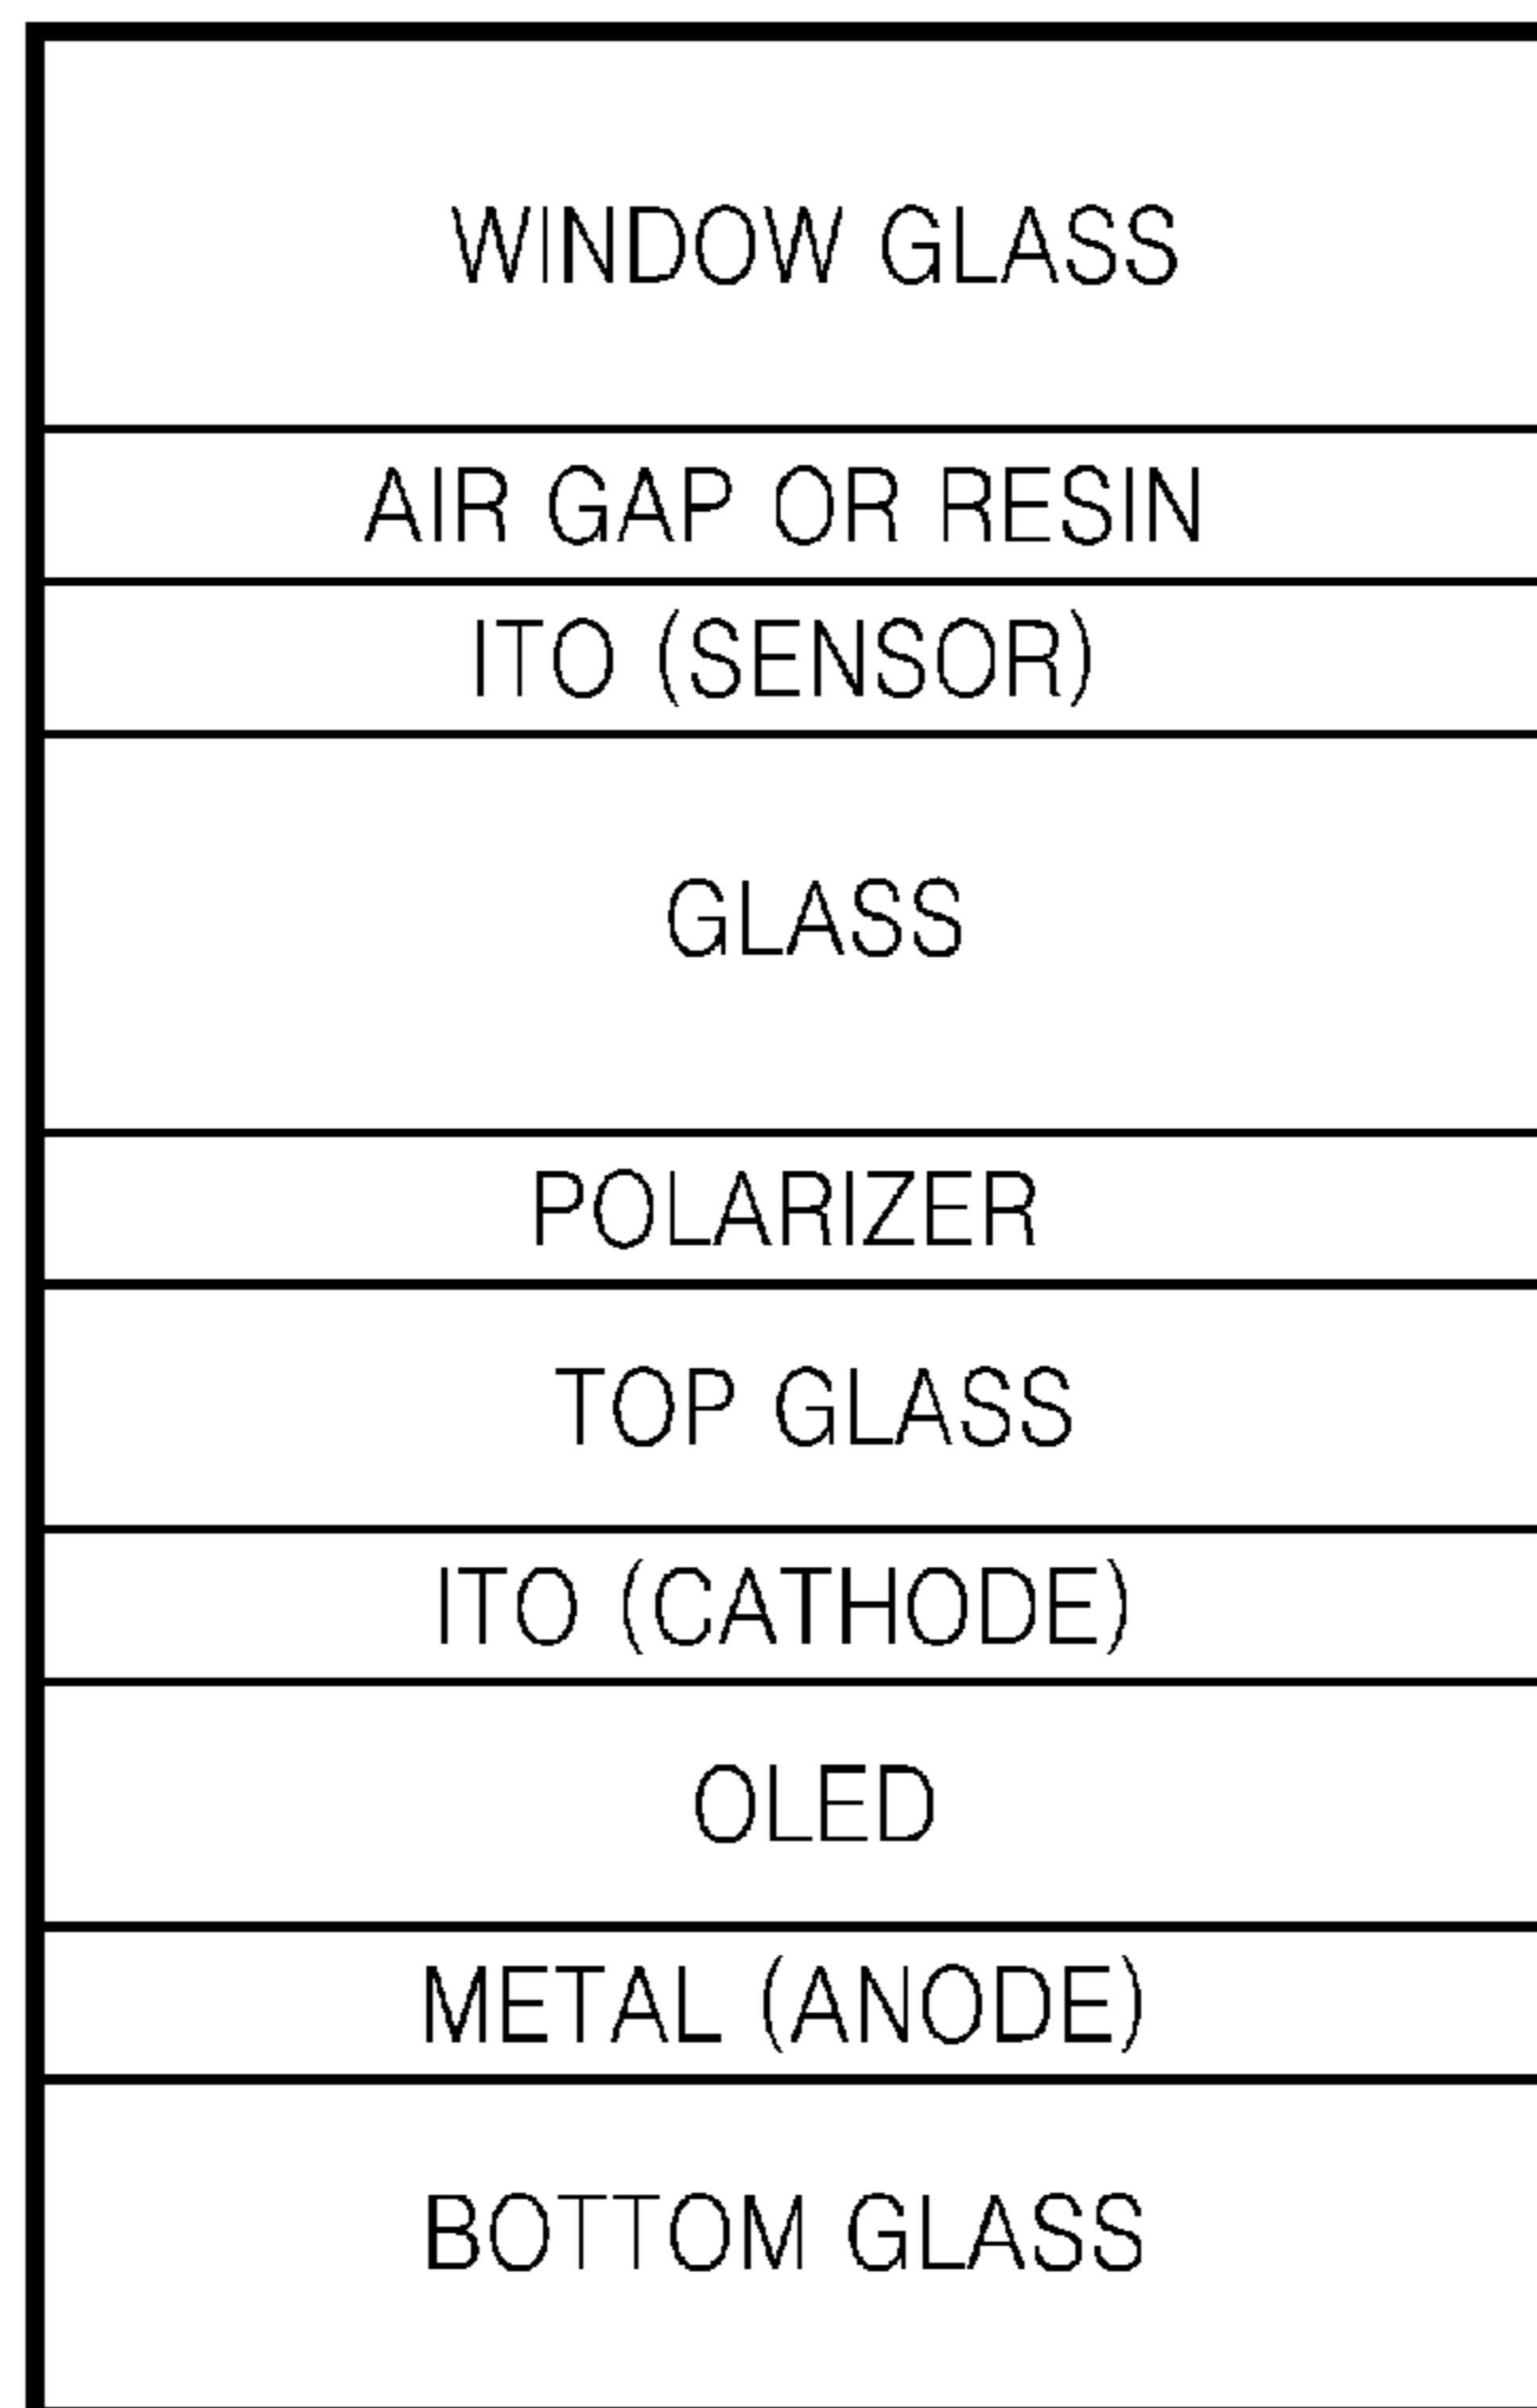 WINDOW GLASS
AIR GAP OR RESIN
ITO (SENSOR)
GLASS
POLARIZER
TOP GLASS
ITO (CATHODE)
OLED
METAL (ANODE)
BOTTOM GLASS